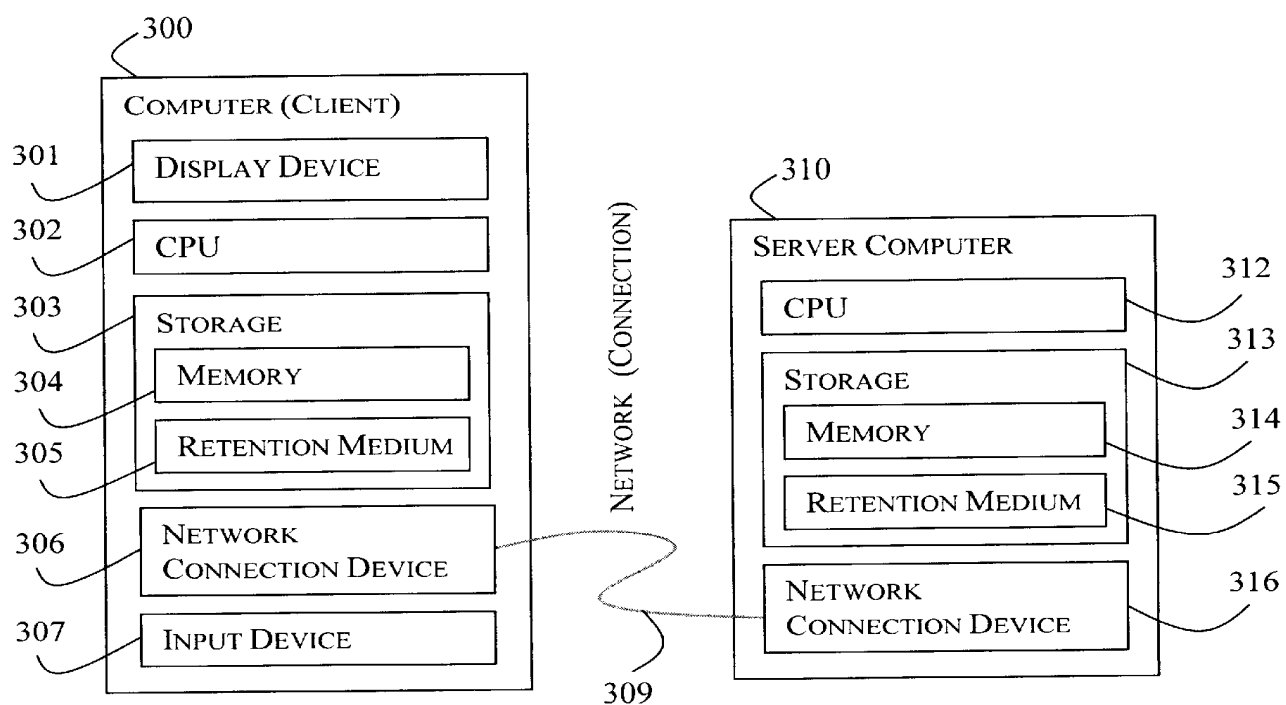 300
COMPUTER (CLIENT)
301
DISPLAY DEVICE
302
CPU
303
STORAGE
304
MEMORY
305
RETENTION MEDIUM
306
NETWORK
CONNECTION DEVICE
307
INPUT DEVICE
NETWORK (CONNECTION)
309
310
SERVER COMPUTER
312
CPU
313
STORAGE
314
MEMORY
315
RETENTION MEDIUM
316
NETWORK
CONNECTION DEVICE